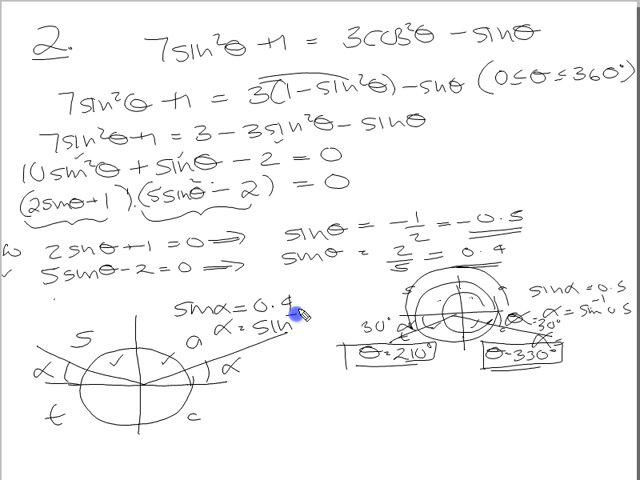 2. 7sin²θ + 1 = 3cos²θ - sinθ
7sin²θ + 1 = 3(1 - sin²θ) - sinθ (0 ≤ θ ≤ 360°)
7sin²θ + 1 = 3 - 3sin²θ - sinθ
10sin²θ + sinθ - 2 = 0
(2sinθ + 1)(5sinθ - 2) = 0
2sinθ + 1 = 0 ⇒ sinθ = -1/2 = -0.5
5sinθ - 2 = 0 ⇒ sinθ = 2/5 = 0.4
sinα = 0.4
α = sin⁻
s a
α α
t c
sinα = 0.5
α = sin⁻¹ 0.5
30° α
α = 30°
θ = 210° θ = 330°